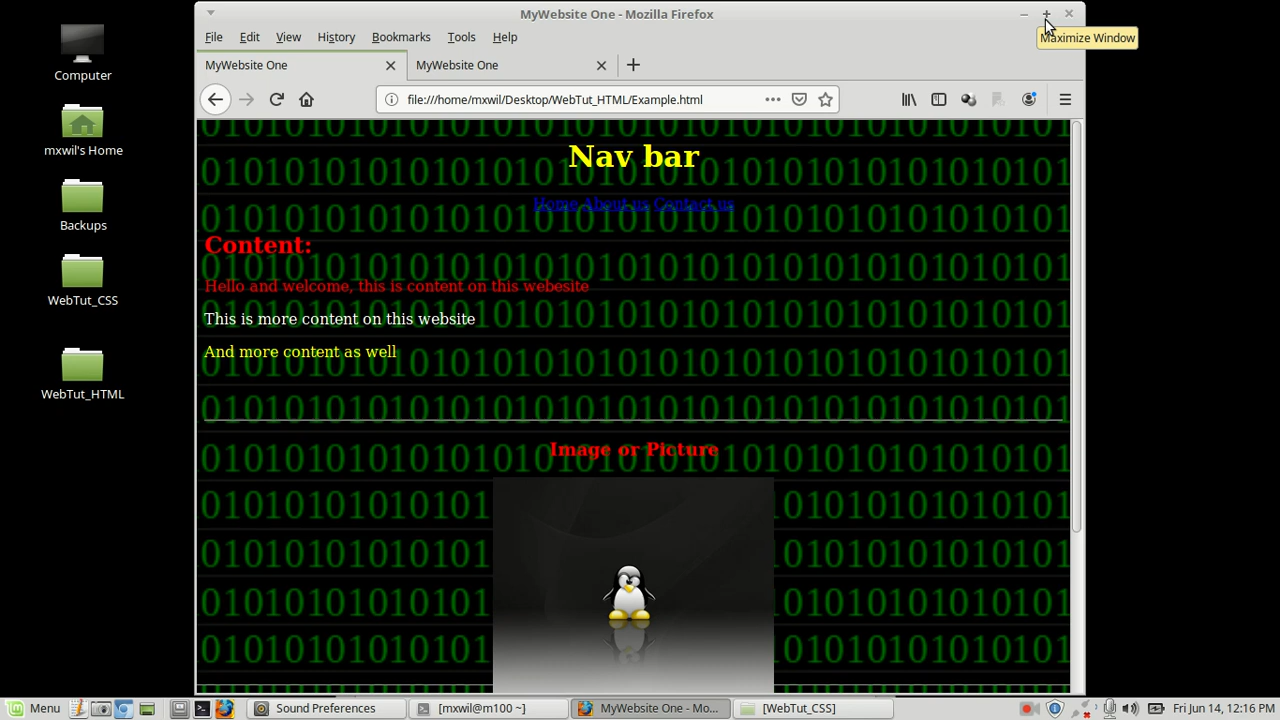 MyWebsite One - Mozilla Firefox
Maximize Window
File Edit View History Bookmarks Tools Help
MyWebsite One
MyWebsite One
file:///home/mxwil/Desktop/WebTut_HTML/Example.html
Computer
mxwil's Home
Backups
WebTut_CSS
WebTut_HTML
Nav bar
Home About us Contact us
Content:
Hello and welcome, this is content on this webesite
This is more content on this website
And more content as well
Image or Picture
Menu
Sound Preferences
[mxwil@m100 ~]
MyWebsite One - Mo...
[WebTut_CSS]
Fri Jun 14, 12:16 PM